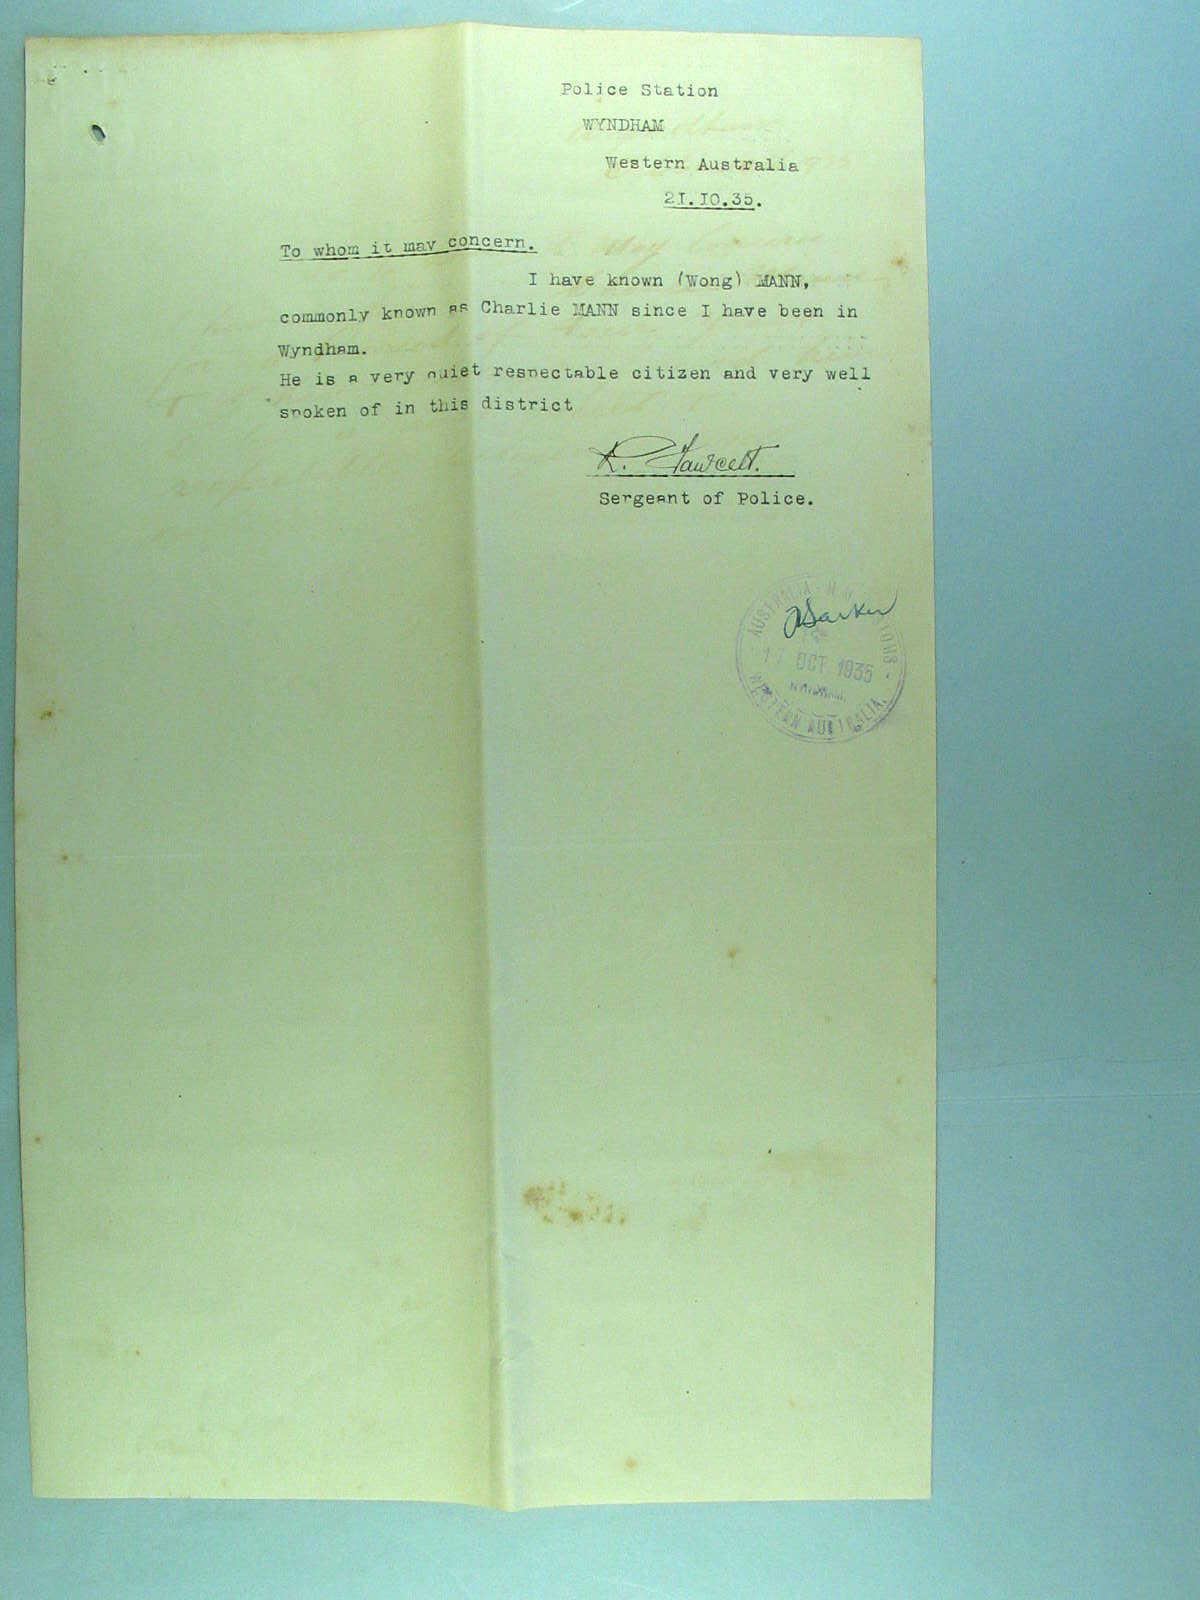 Police Station
WYNDHAM
Western Australia
21.10.35.
To whom it may concern.
I have known (Wong) MANN,
commonly known as Charlie MANN since I have been in
Wyndham.
He is a very quiet respectable citizen and very well
spoken of in this district
R. Fawcett.
Sergeant of Police.
AUSTRALIA
OCT 1935
WESTERN AUSTRALIA.